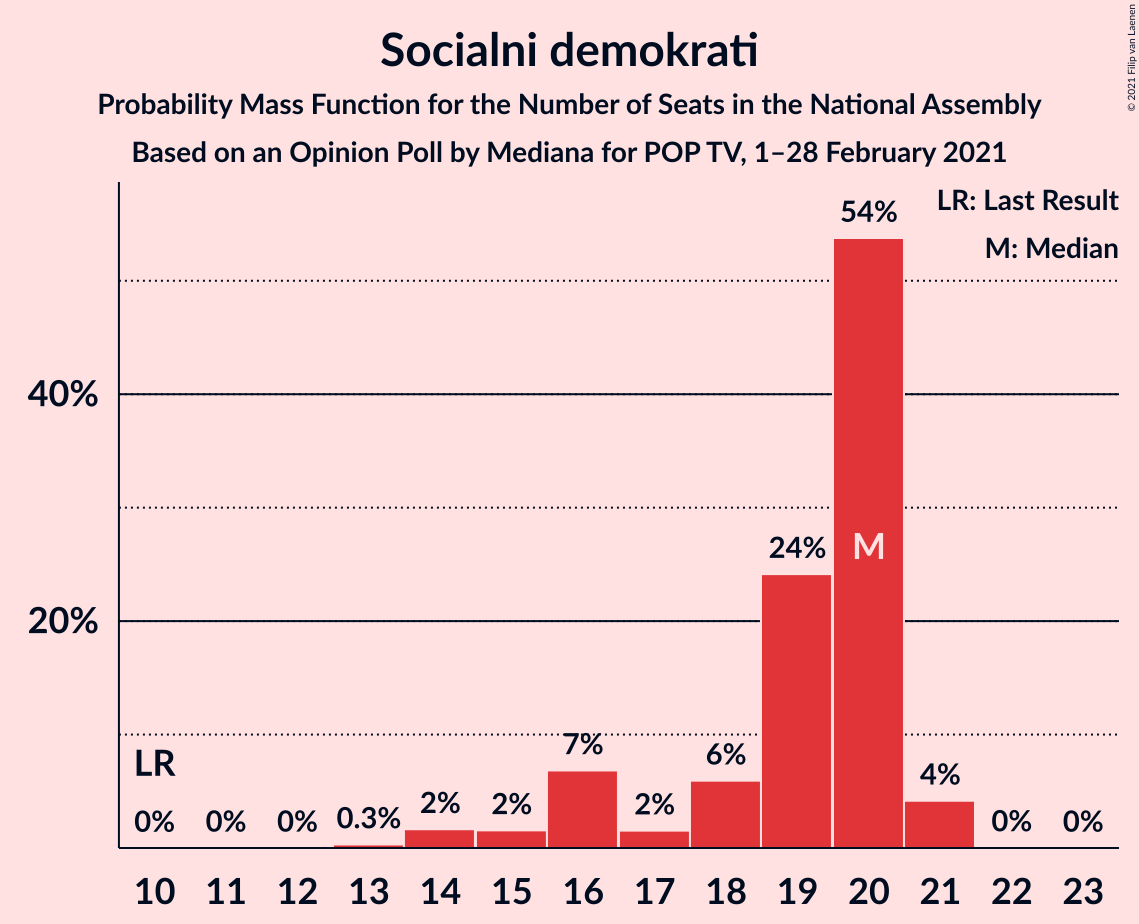 Socialni demokrati
Probability Mass Function for the Number of Seats in the National Assembly
Based on an Opinion Poll by Mediana for POP TV, 1–28 February 2021
© 2021 Filip van Laenen
LR: Last Result
M: Median
40%
20%
LR
0%
0%
0%
0.3%
2%
2%
7%
2%
6%
24%
54%
M
4%
0%
0%
10 11 12 13 14 15 16 17 18 19 20 21 22 23